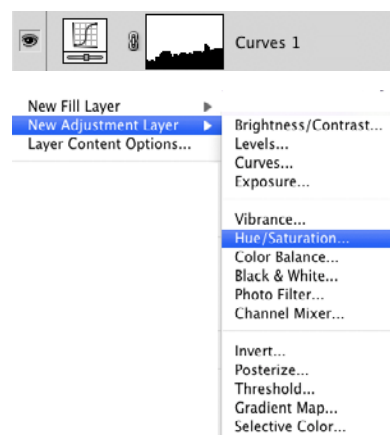 Curves 1
New Fill Layer
New Adjustment Layer
Layer Content Options...
Brightness/Contrast...
Levels...
Curves...
Exposure...
Vibrance...
Hue/Saturation...
Color Balance...
Black & White...
Photo Filter...
Channel Mixer...
Invert...
Posterize...
Threshold...
Gradient Map...
Selective Color...